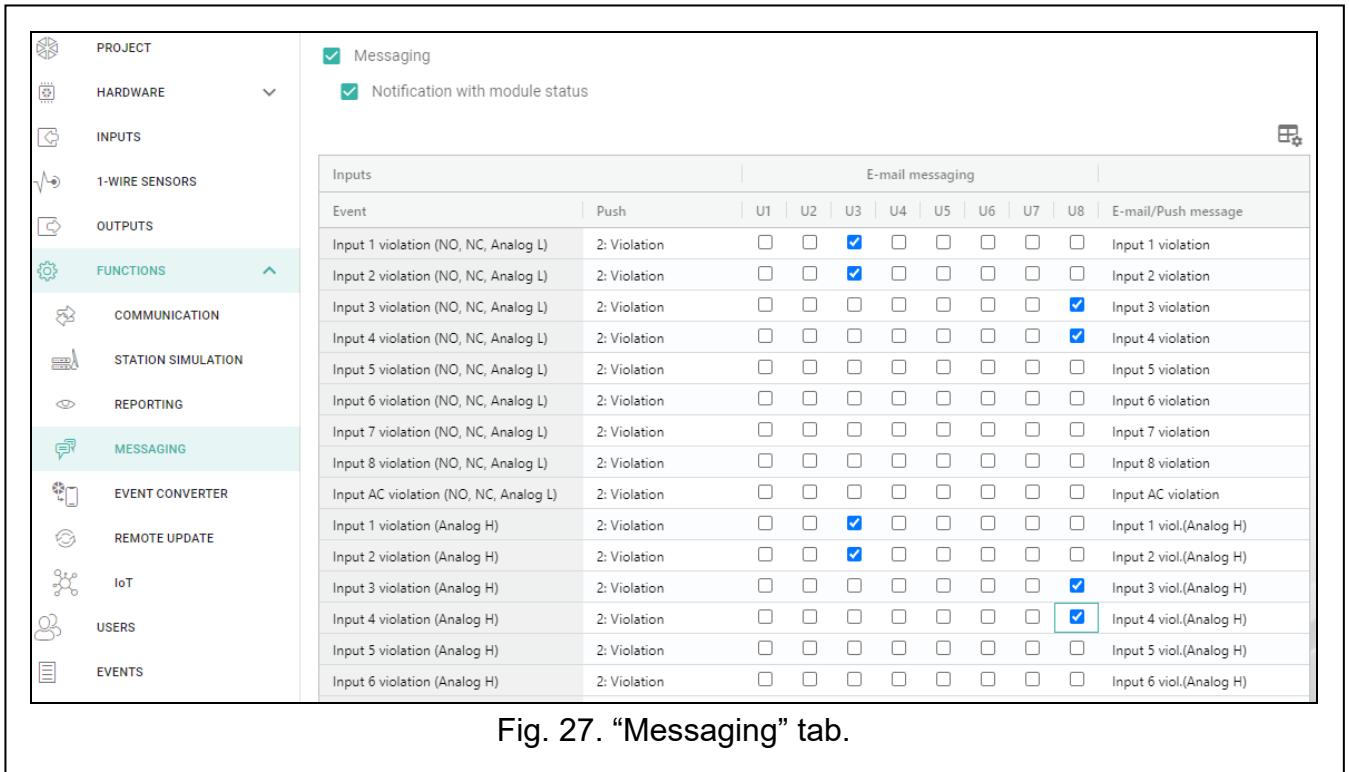 PROJECT
HARDWARE
INPUTS
1-WIRE SENSORS
OUTPUTS
FUNCTIONS
COMMUNICATION
STATION SIMULATION
REPORTING
MESSAGING
EVENT CONVERTER
REMOTE UPDATE
IoT
USERS
EVENTS
Messaging
Notification with module status
Inputs E-mail messaging
Event Push U1 U2 U3 U4 U5 U6 U7 U8 E-mail/Push message
Input 1 violation (NO, NC, Analog L) 2: Violation Input 1 violation
Input 2 violation (NO, NC, Analog L) 2: Violation Input 2 violation
Input 3 violation (NO, NC, Analog L) 2: Violation Input 3 violation
Input 4 violation (NO, NC, Analog L) 2: Violation Input 4 violation
Input 5 violation (NO, NC, Analog L) 2: Violation Input 5 violation
Input 6 violation (NO, NC, Analog L) 2: Violation Input 6 violation
Input 7 violation (NO, NC, Analog L) 2: Violation Input 7 violation
Input 8 violation (NO, NC, Analog L) 2: Violation Input 8 violation
Input AC violation (NO, NC, Analog L) 2: Violation Input AC violation
Input 1 violation (Analog H) 2: Violation Input 1 viol.(Analog H)
Input 2 violation (Analog H) 2: Violation Input 2 viol.(Analog H)
Input 3 violation (Analog H) 2: Violation Input 3 viol.(Analog H)
Input 4 violation (Analog H) 2: Violation Input 4 viol.(Analog H)
Input 5 violation (Analog H) 2: Violation Input 5 viol.(Analog H)
Input 6 violation (Analog H) 2: Violation Input 6 viol.(Analog H)
Fig. 27. “Messaging” tab.